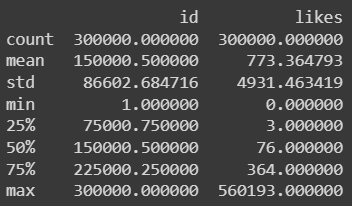 id likes
count 300000.000000 300000.000000
mean 150000.500000 773.364793
std 86602.684716 4931.463419
min 1.000000 0.000000
25% 75000.750000 3.000000
50% 150000.500000 76.000000
75% 225000.250000 364.000000
max 300000.000000 560193.000000